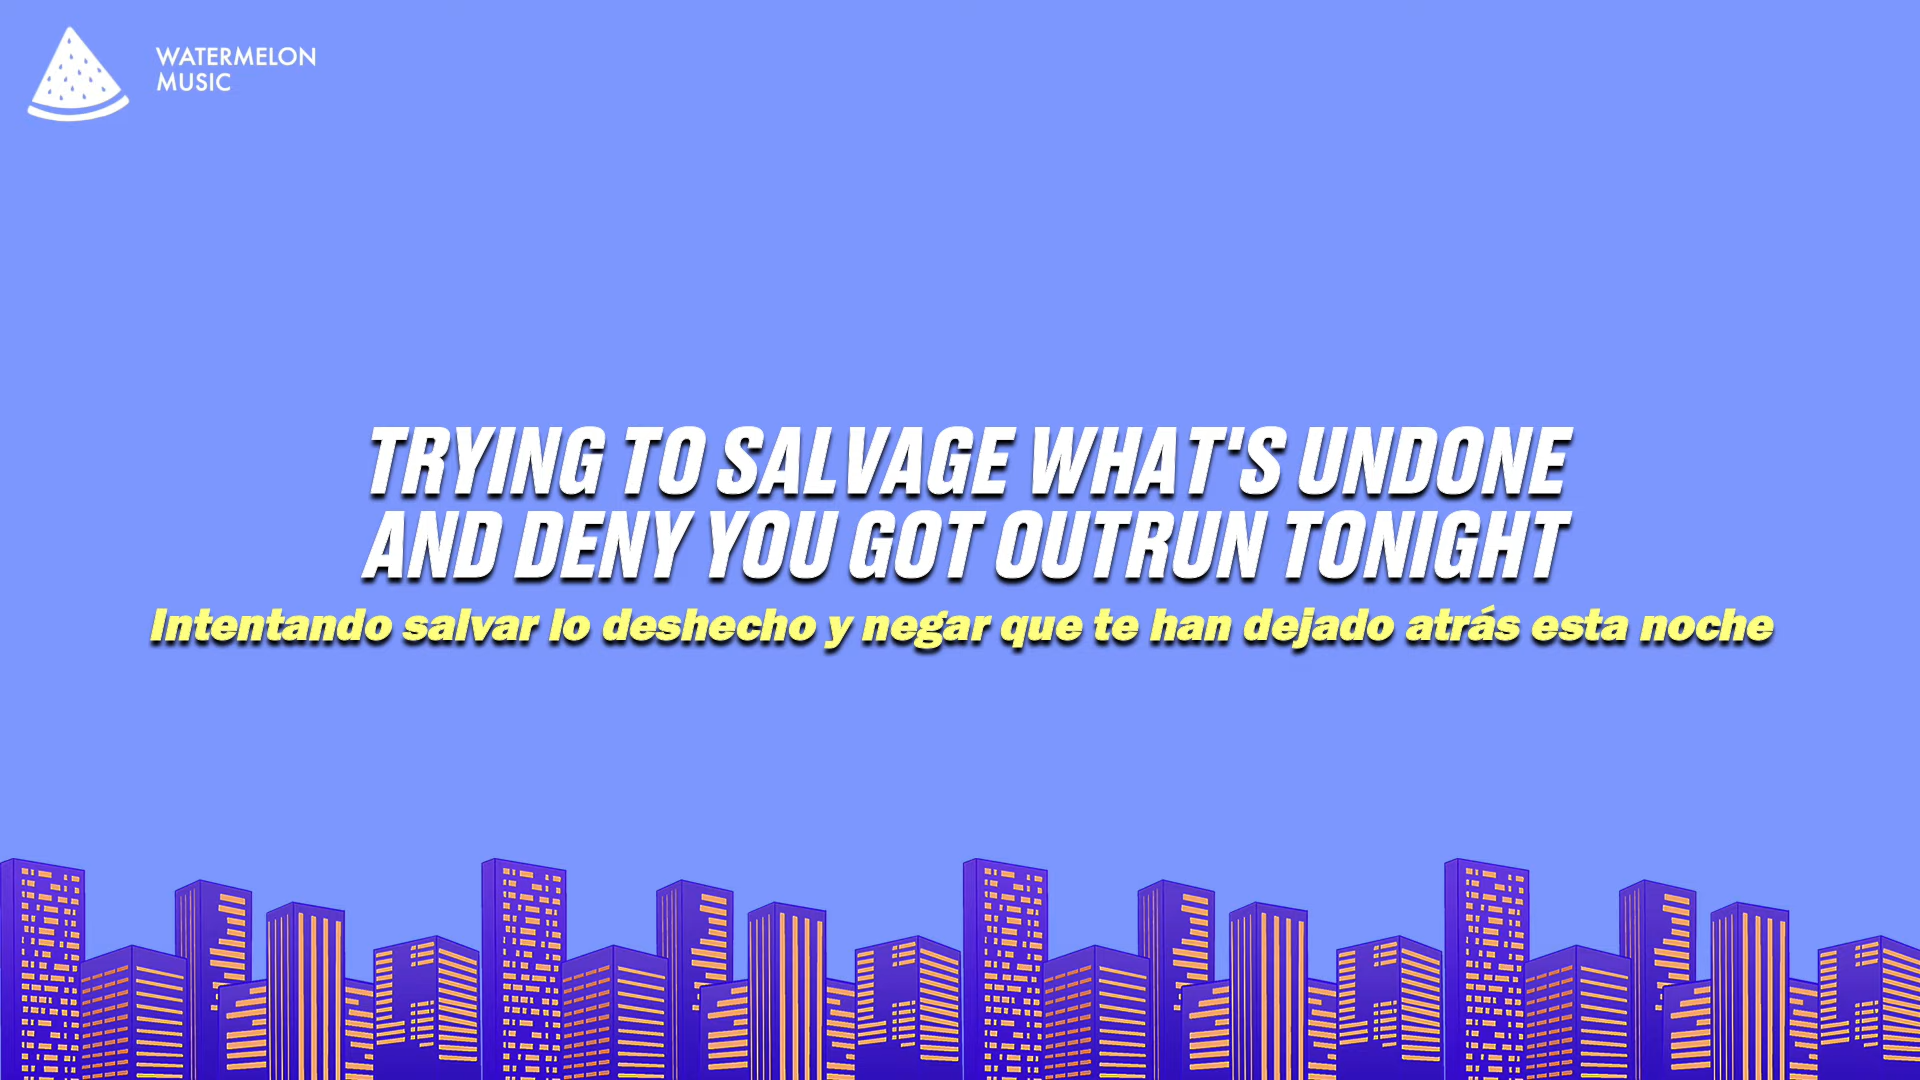 WATERMELON
MUSIC
TRYING TO SALVAGE WHAT'S UNDONE
AND DENY YOU GOT OUTRUN TONIGHT
Intentando salvar lo deshecho y negar que te han dejado atrás esta noche